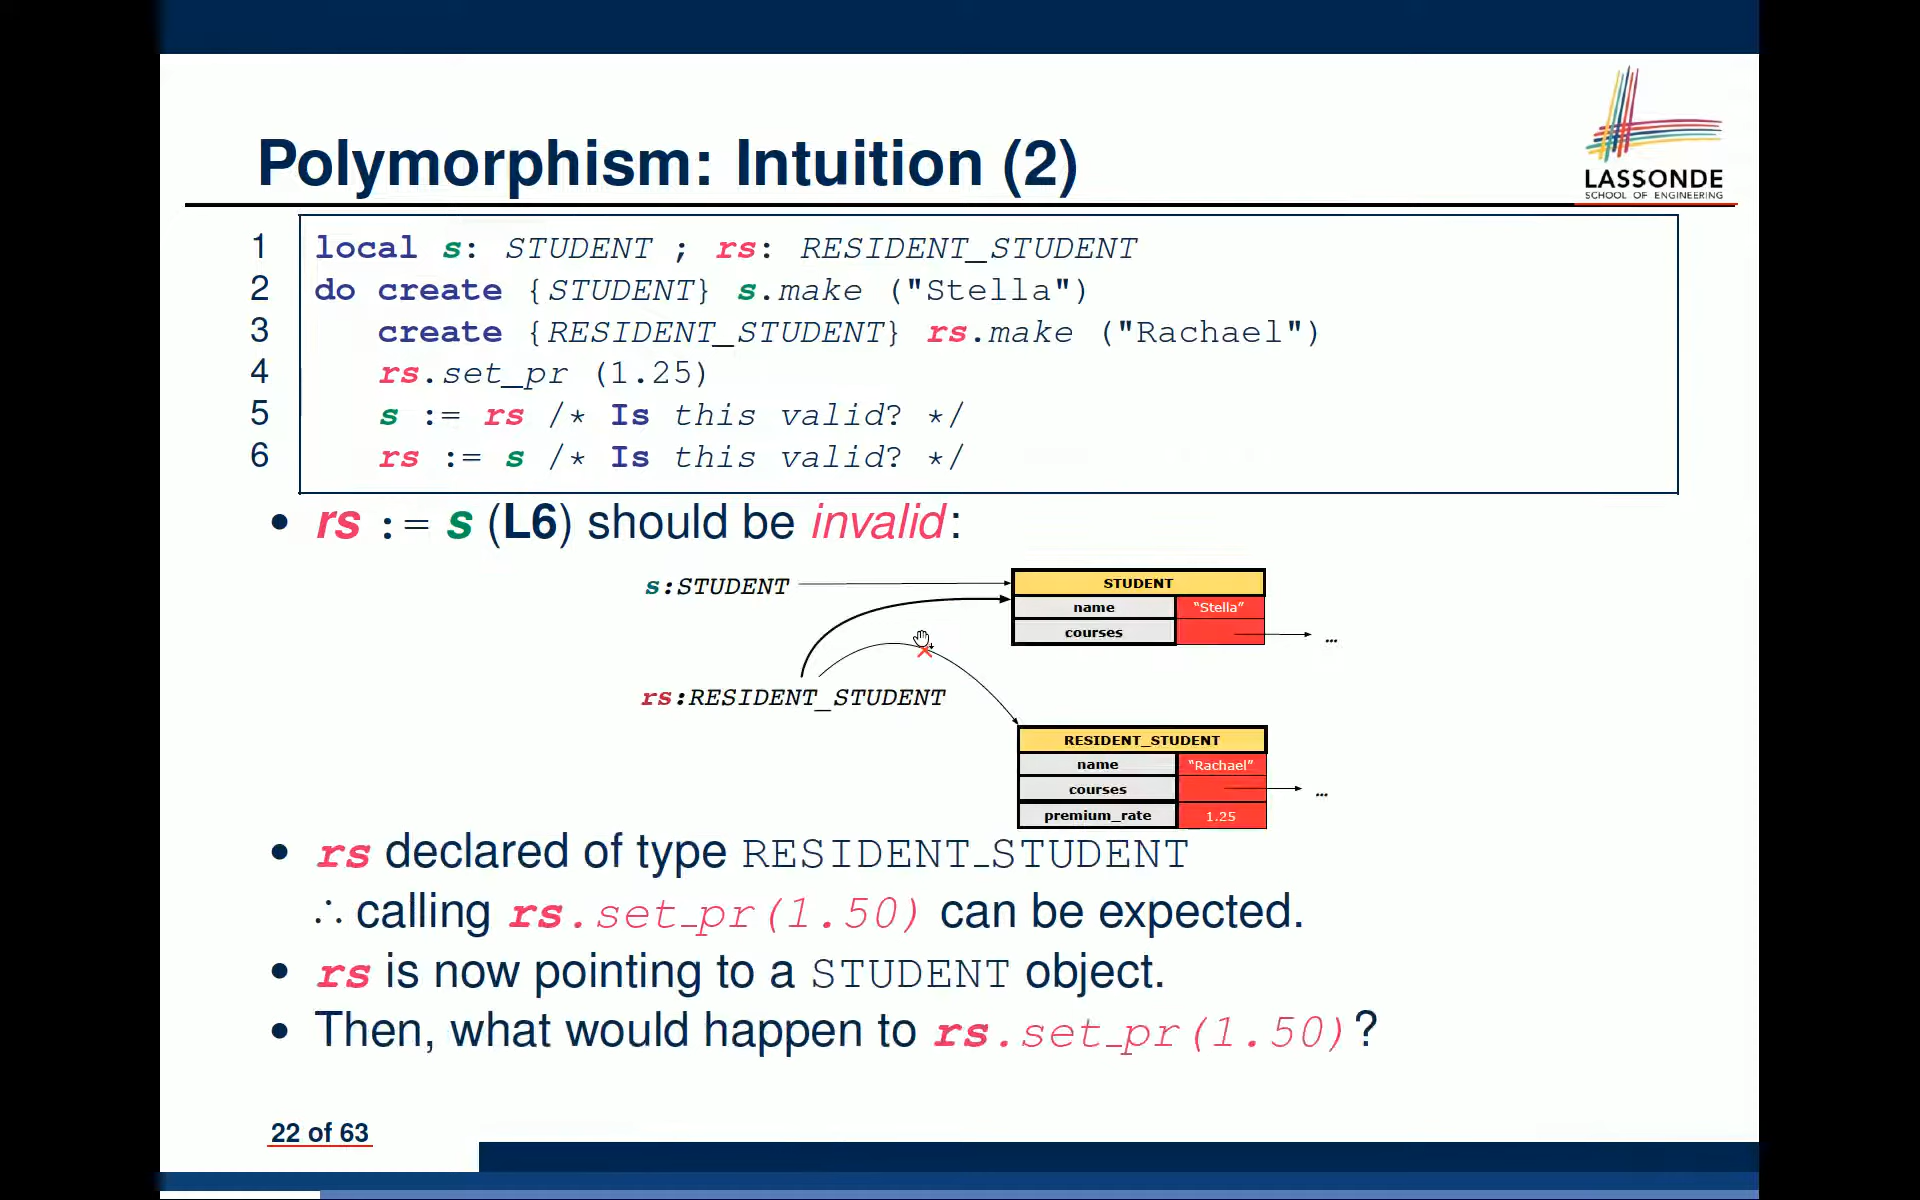 Polymorphism: Intuition (2)
LASSONDE
SCHOOL OF ENGINEERING
1 local s: STUDENT ; rs: RESIDENT_STUDENT
2 do create {STUDENT} s.make ("Stella")
3 create {RESIDENT_STUDENT} rs.make ("Rachael")
4 rs.set_pr (1.25)
5 s := rs /* Is this valid? */
6 rs := s /* Is this valid? */
• rs := s (L6) should be invalid:
s:STUDENT
STUDENT
name "Stella"
courses ...
rs:RESIDENT_STUDENT
RESIDENT_STUDENT
name "Rachael"
courses ...
premium_rate 1.25
• rs declared of type RESIDENT_STUDENT
∴ calling rs.set_pr(1.50) can be expected.
• rs is now pointing to a STUDENT object.
• Then, what would happen to rs.set_pr(1.50)?
22 of 63